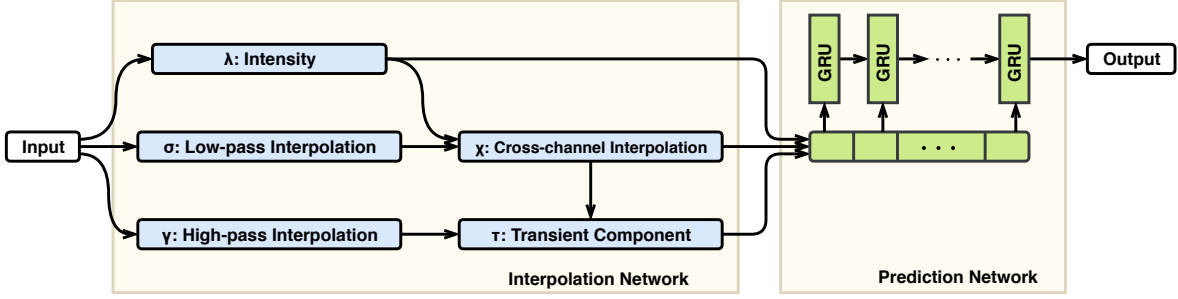 Input
λ: Intensity
σ: Low-pass Interpolation
γ: High-pass Interpolation
χ: Cross-channel Interpolation
τ: Transient Component
Interpolation Network
GRU
GRU
· · ·
GRU
· · ·
Prediction Network
Output